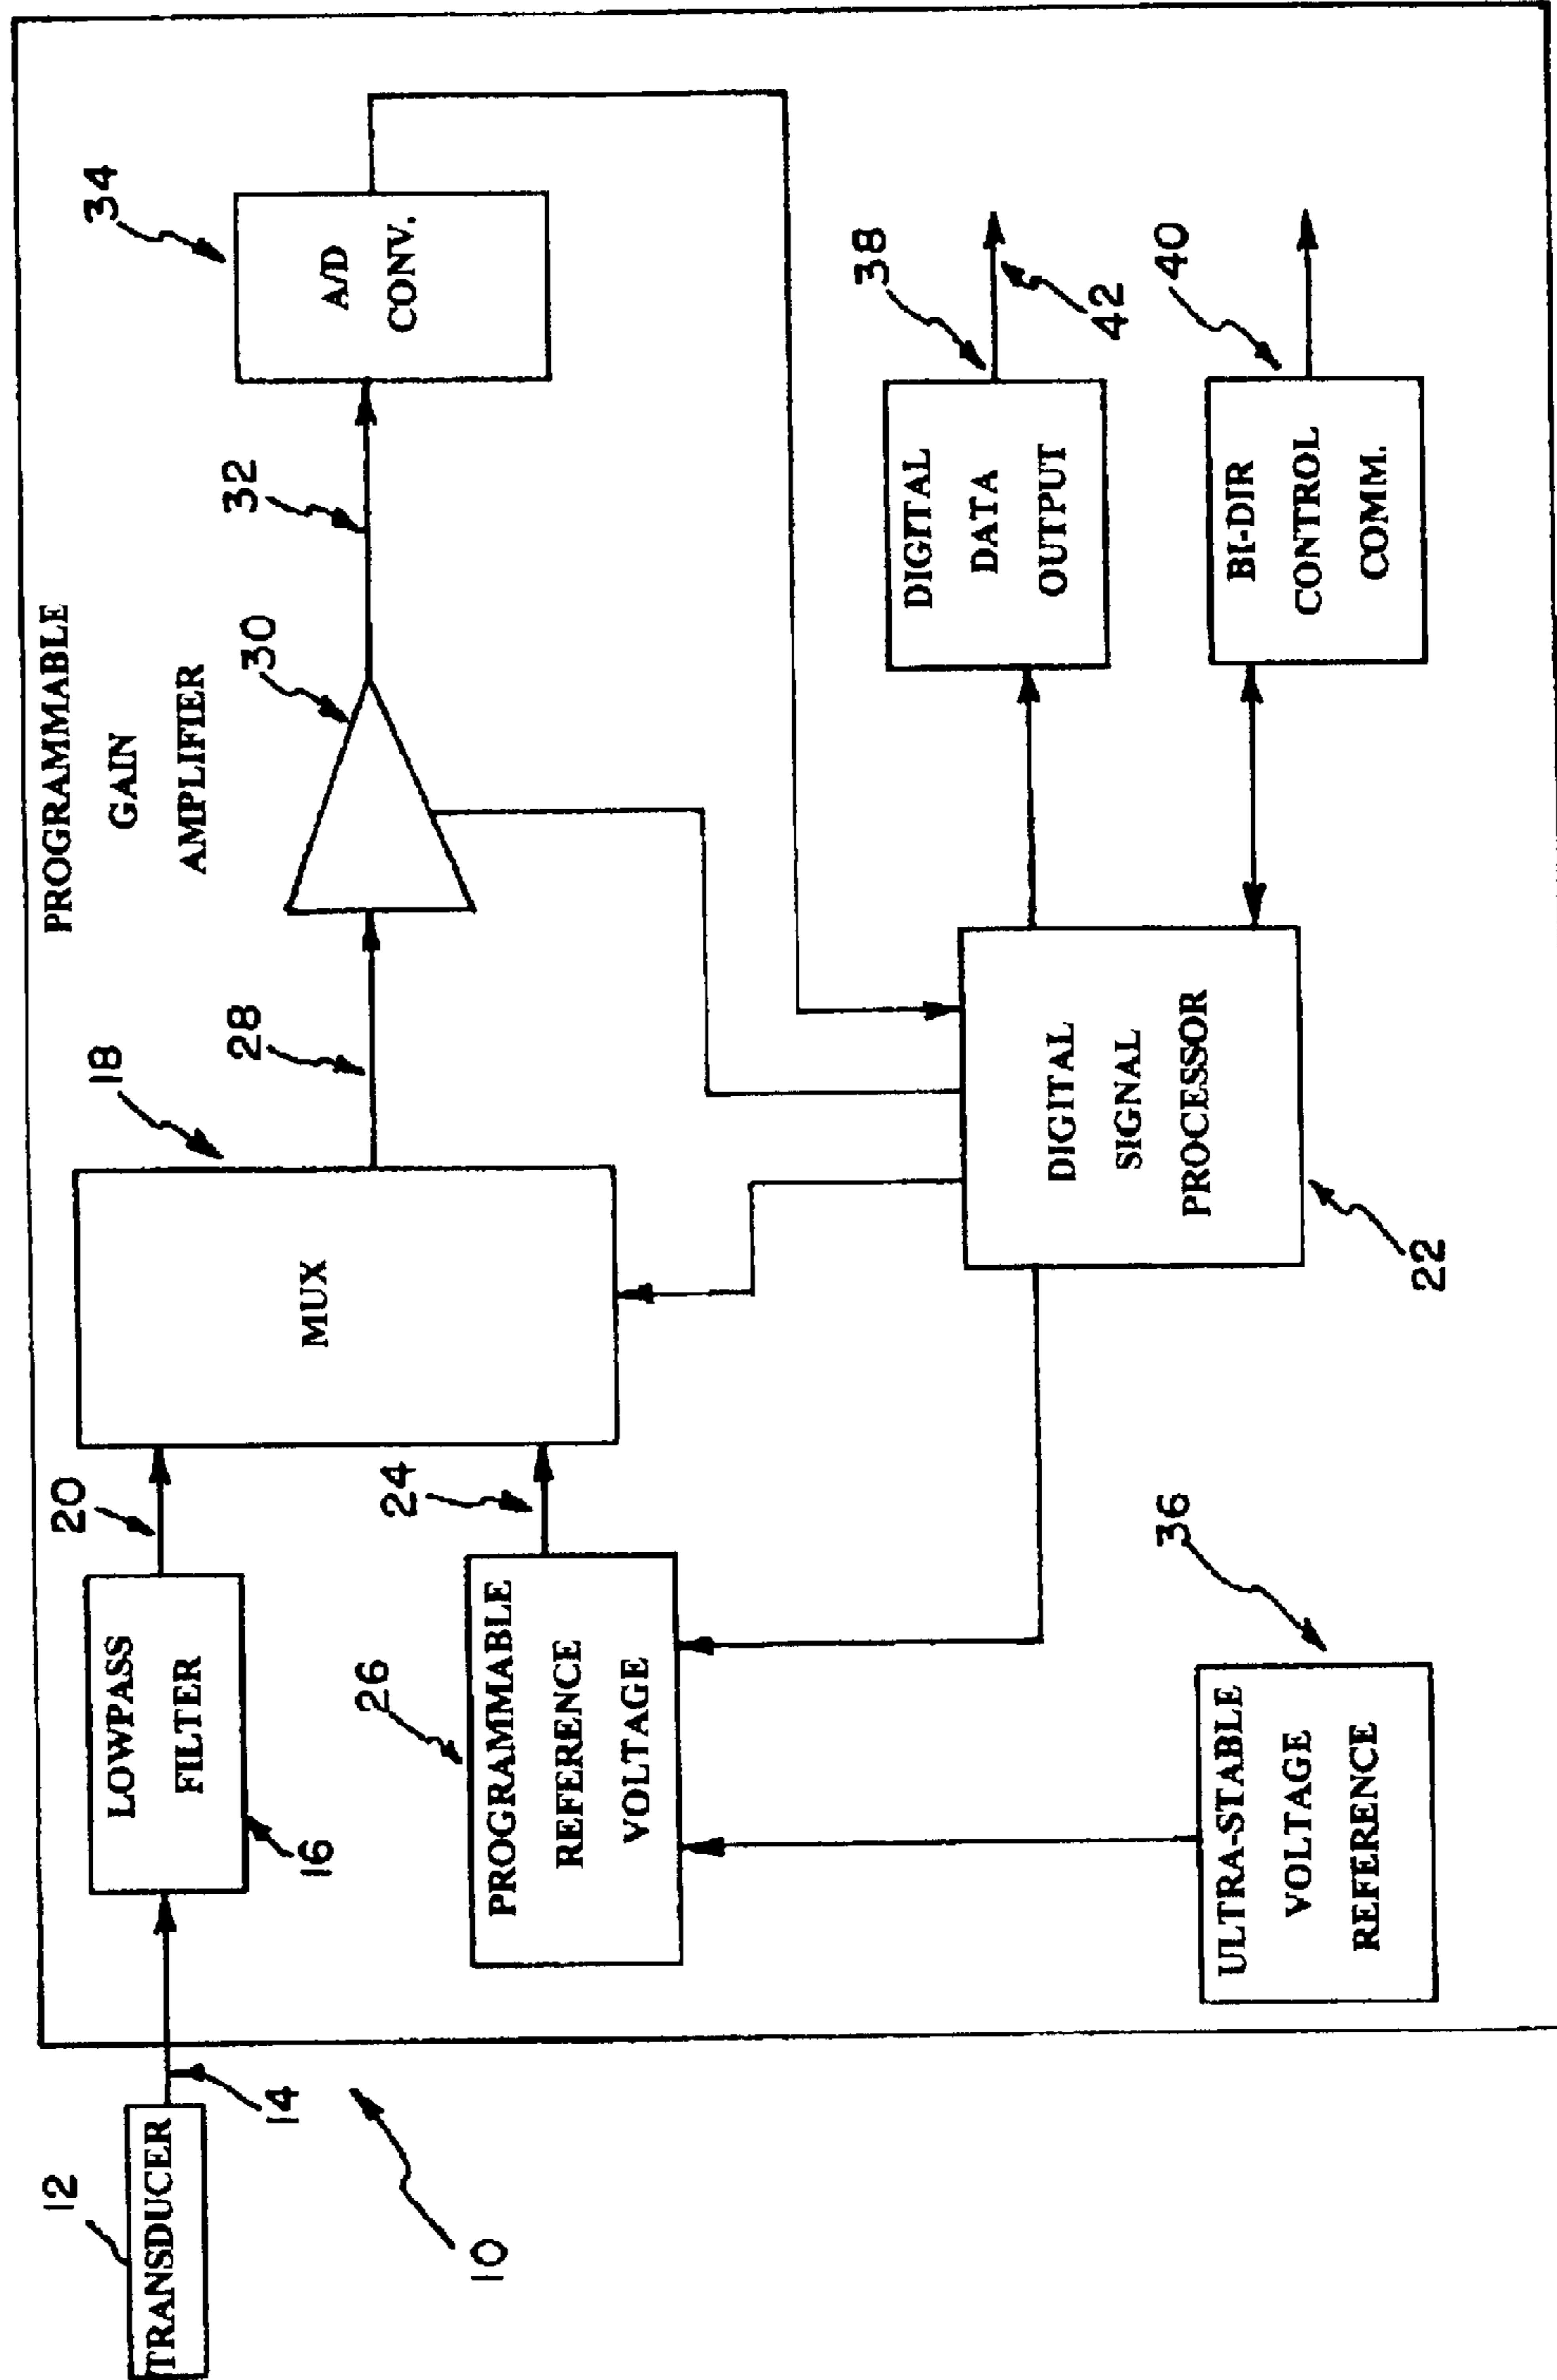 PROGRAMMABLE
GAIN
AMPLIFIER
12
TRANSDUCER
14
10
LOWPASS
FILTER
16
20
18
MUX
28
30
32
34
A/D
CONV.
26
PROGRAMMABLE
REFERENCE
VOLTAGE
24
36
ULTRA-STABLE
VOLTAGE
REFERENCE
DIGITAL
SIGNAL
PROCESSOR
22
38
DIGITAL
DATA
OUTPUT
42
40
BI-DIR
CONTROL
COMM.